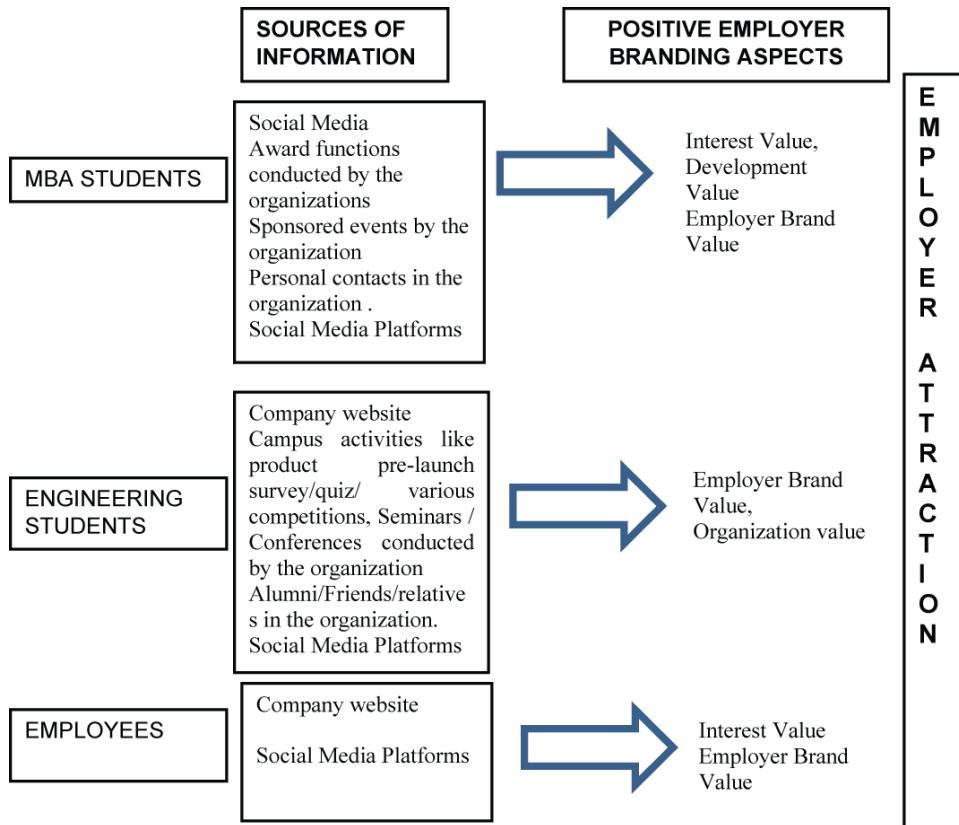 SOURCES OF
INFORMATION
POSITIVE EMPLOYER
BRANDING ASPECTS
MBA STUDENTS
Social Media
Award functions
conducted by the
organizations
Sponsored events by the
organization
Personal contacts in the
organization .
Social Media Platforms
Interest Value,
Development
Value
Employer Brand
Value
ENGINEERING
STUDENTS
Company website
Campus activities like
product pre-launch
survey/quiz/ various
competitions, Seminars /
Conferences conducted
by the organization
Alumni/Friends/relative
s in the organization.
Social Media Platforms
Employer Brand
Value,
Organization value
EMPLOYEES
Company website
Social Media Platforms
Interest Value
Employer Brand
Value
EMPLOYER ATTRACTION